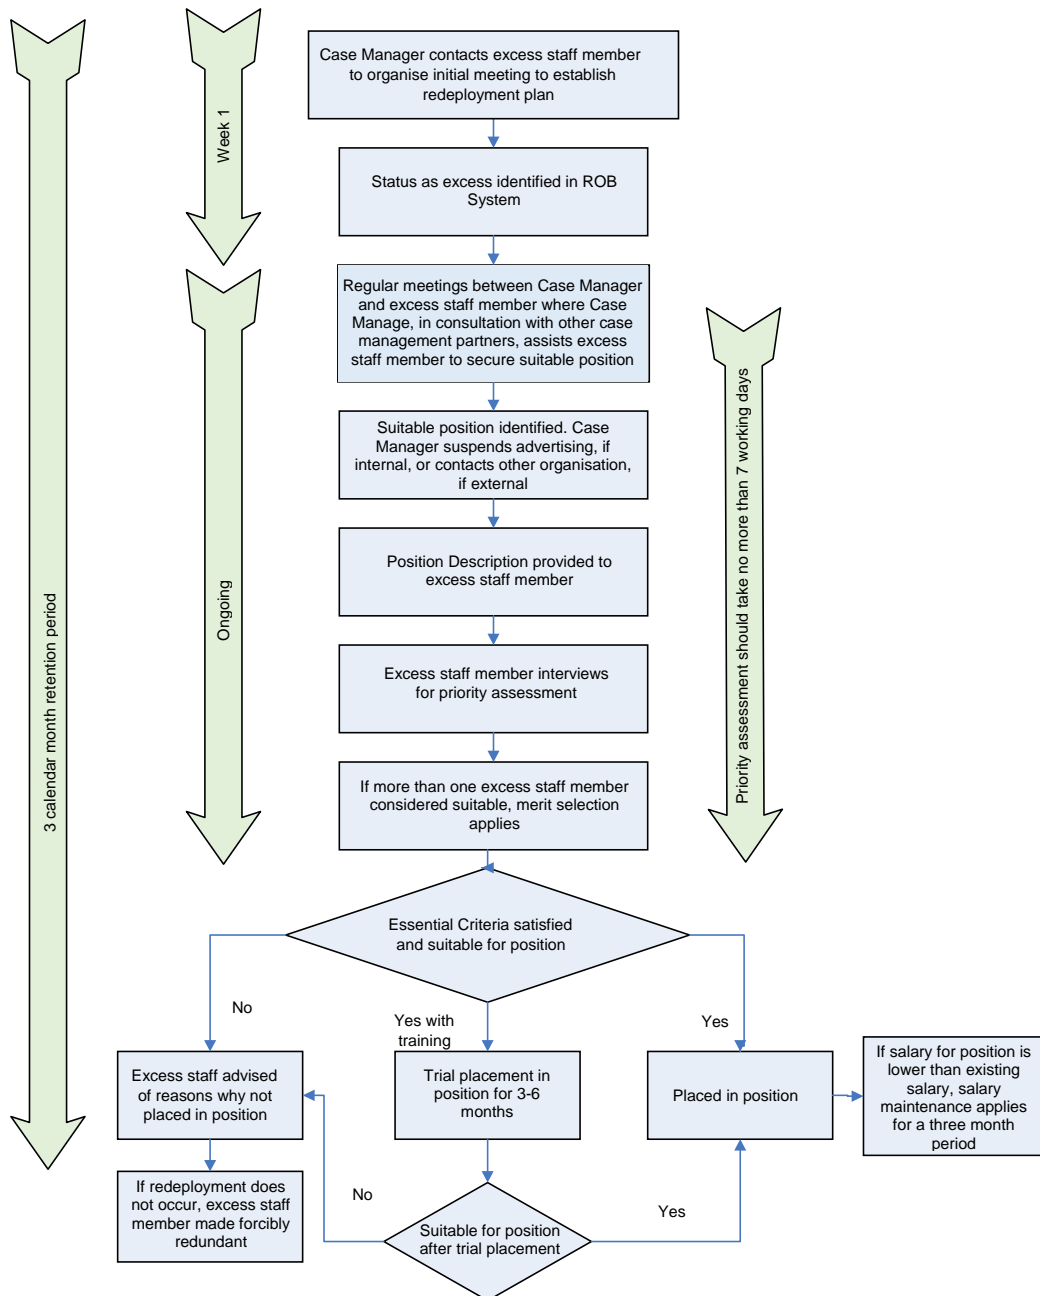 Case Manager contacts excess staff member
to organise initial meeting to establish
redeployment plan
Week 1
Status as excess identified in ROB
System
Regular meetings between Case Manager
and excess staff member where Case
Manage, in consultation with other case
management partners, assists excess
staff member to secure suitable position
Suitable position identified. Case
Manager suspends advertising, if
internal, or contacts other organisation,
if external
Priority assessment should take no more than 7 working days
Position Description provided to
excess staff member
Ongoing
3 calendar month retention period
Excess staff member interviews
for priority assessment
If more than one excess staff member
considered suitable, merit selection
applies
Essential Criteria satisfied
and suitable for position
No
Yes with
training
Yes
Excess staff advised
of reasons why not
placed in position
Trial placement in
position for 3-6
months
Placed in position
If salary for position is
lower than existing
salary, salary
maintenance applies
for a three month
period
If redeployment does
not occur, excess staff
member made forcibly
redundant
No
Suitable for position
after trial placement
Yes